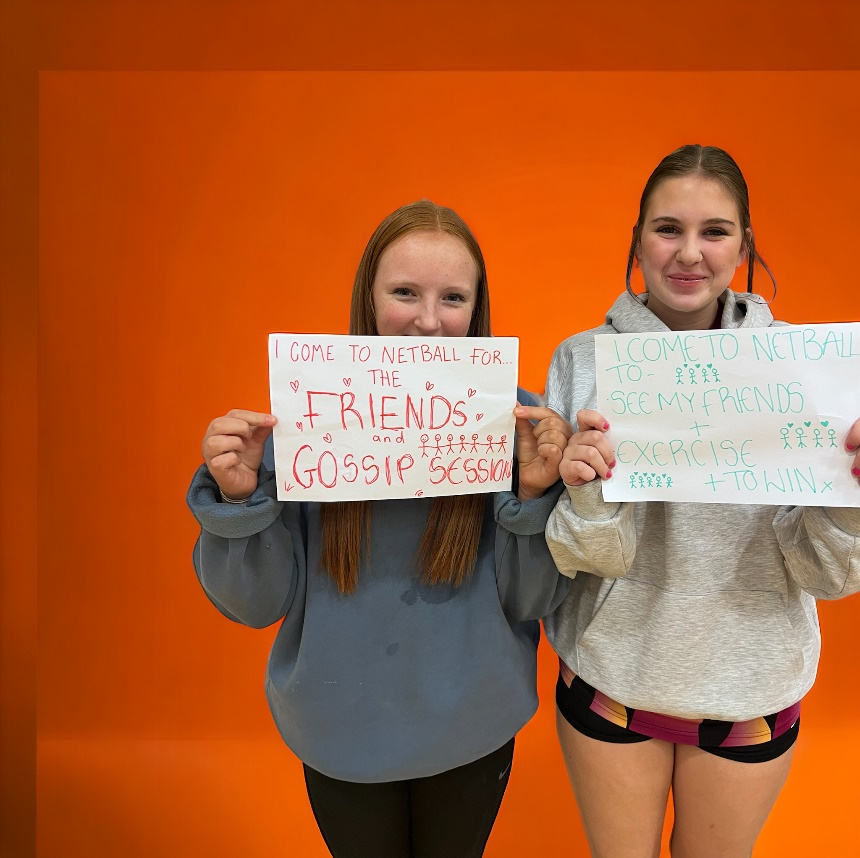 I COME TO NETBALL FOR...
THE
FRIENDS
and
GOSSIP SESSION
I COME TO NETBALL
TO-
SEE MY FRIENDS
+
EXERCISE
+ TO WIN x